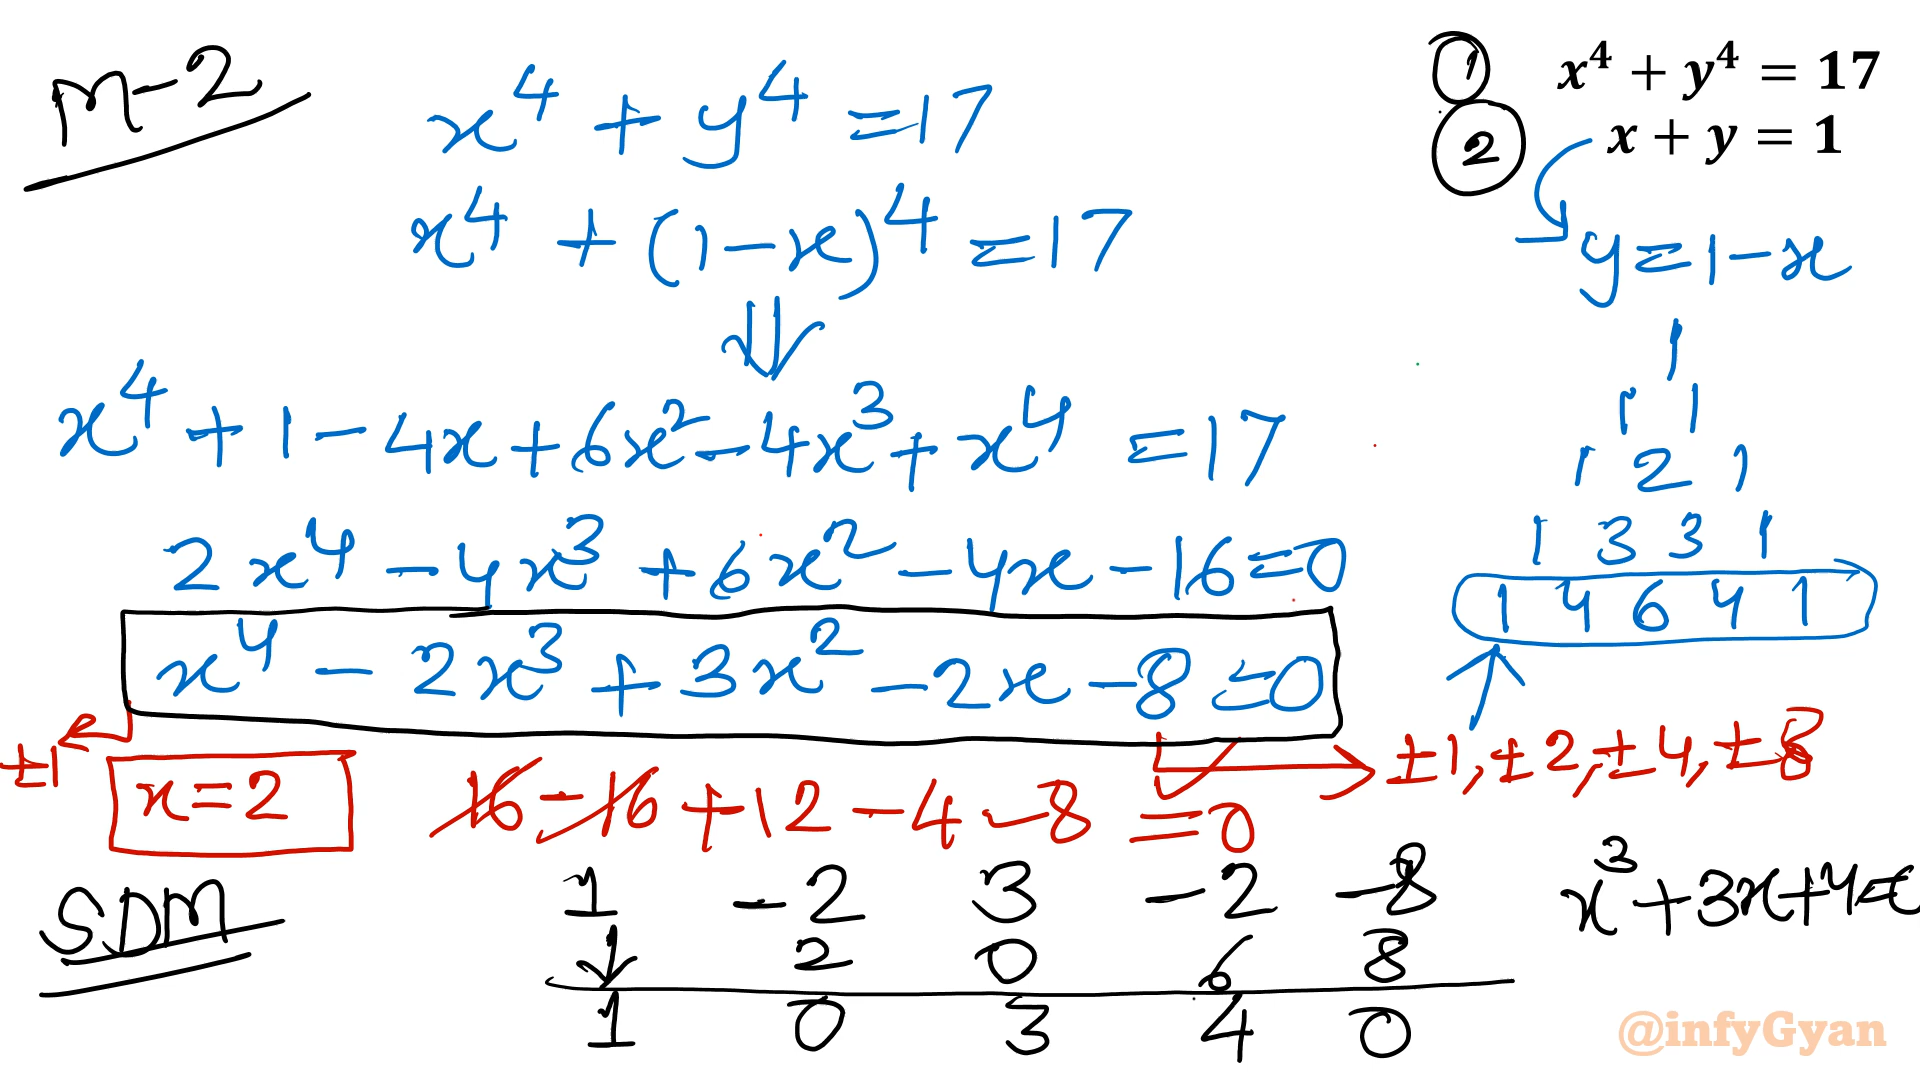 M-2
x⁴ + y⁴ = 17
x⁴ + (1-x)⁴ = 17
x⁴ + 1 - 4x + 6x² - 4x³ + x⁴ = 17
2x⁴ - 4x³ + 6x² - 4x - 16 = 0
x⁴ - 2x³ + 3x² - 2x - 8 = 0
±1
±1, ±2, ±4, ±8
x = 2
16 - 16 + 12 - 4 - 8 = 0
SDM
1 -2 3 -2 -8
2 0 6 8
1 0 3 4 0
x³ + 3x + 4 =
① x⁴ + y⁴ = 17
② x + y = 1
y = 1 - x
1
1 1
1 2 1
1 3 3 1
1 4 6 4 1
@infyGyan